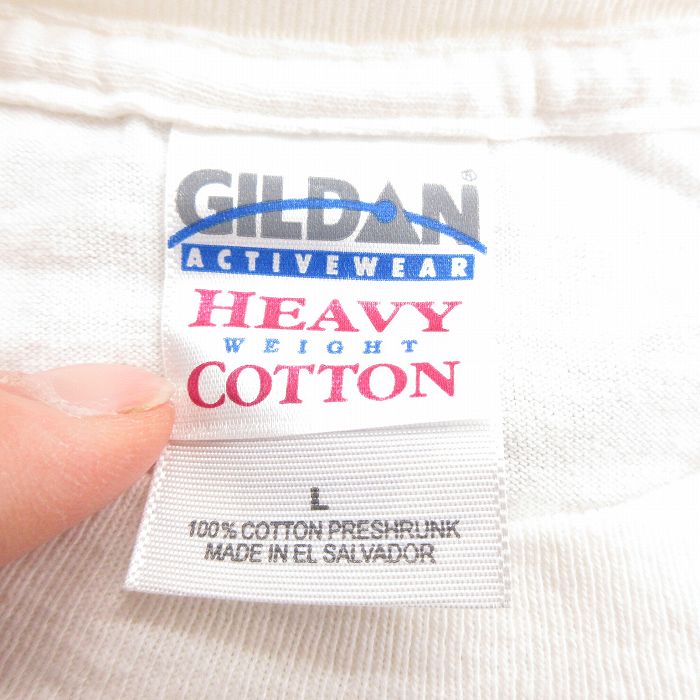 GILDAN®
ACTIVEWEAR
HEAVY
WEIGHT
COTTON
L
100% COTTON PRESHRUNK
MADE IN EL SALVADOR